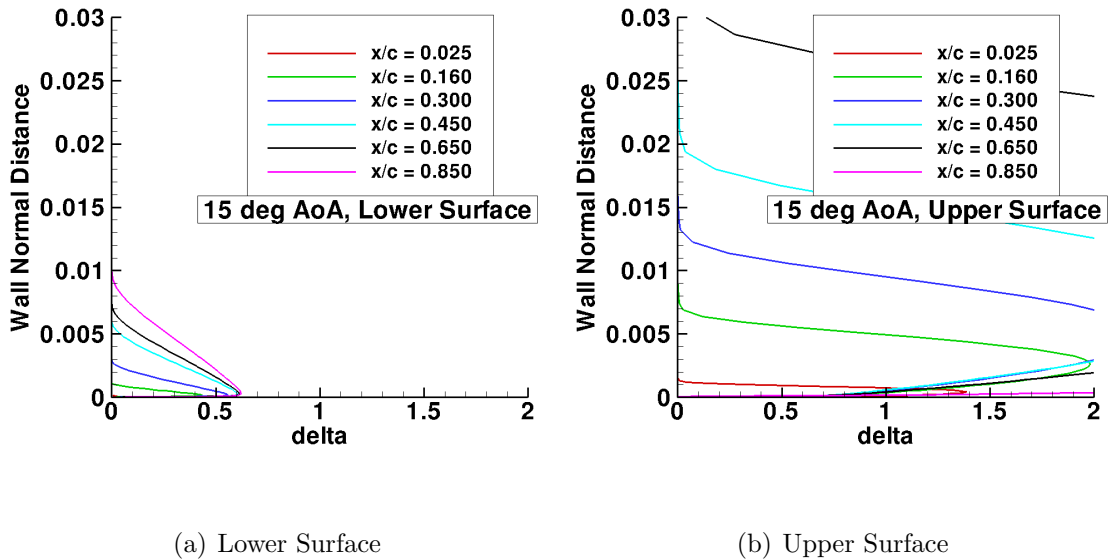 0.03
0.025
0.02
0.015
0.01
0.005
0
Wall Normal Distance
x/c = 0.025
x/c = 0.160
x/c = 0.300
x/c = 0.450
x/c = 0.650
x/c = 0.850
15 deg AoA, Lower Surface
0 0.5 1 1.5 2
delta
(a) Lower Surface
0.03
0.025
0.02
0.015
0.01
0.005
0
Wall Normal Distance
x/c = 0.025
x/c = 0.160
x/c = 0.300
x/c = 0.450
x/c = 0.650
x/c = 0.850
15 deg AoA, Upper Surface
0 0.5 1 1.5 2
delta
(b) Upper Surface